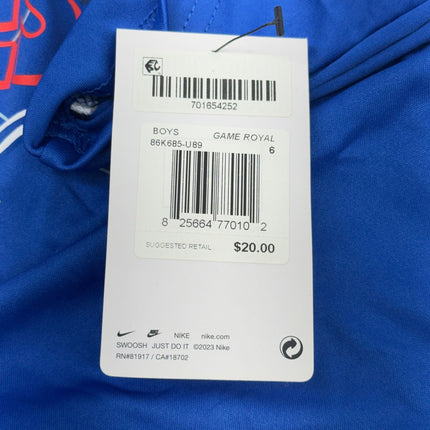 701654252
BOYS GAME ROYAL
86K685-U89 6
8 25664 77010 2
SUGGESTED RETAIL $20.00
NIKE nike.com
SWOOSH JUST DO IT ©2023 Nike
RN#81917 / CA#18702